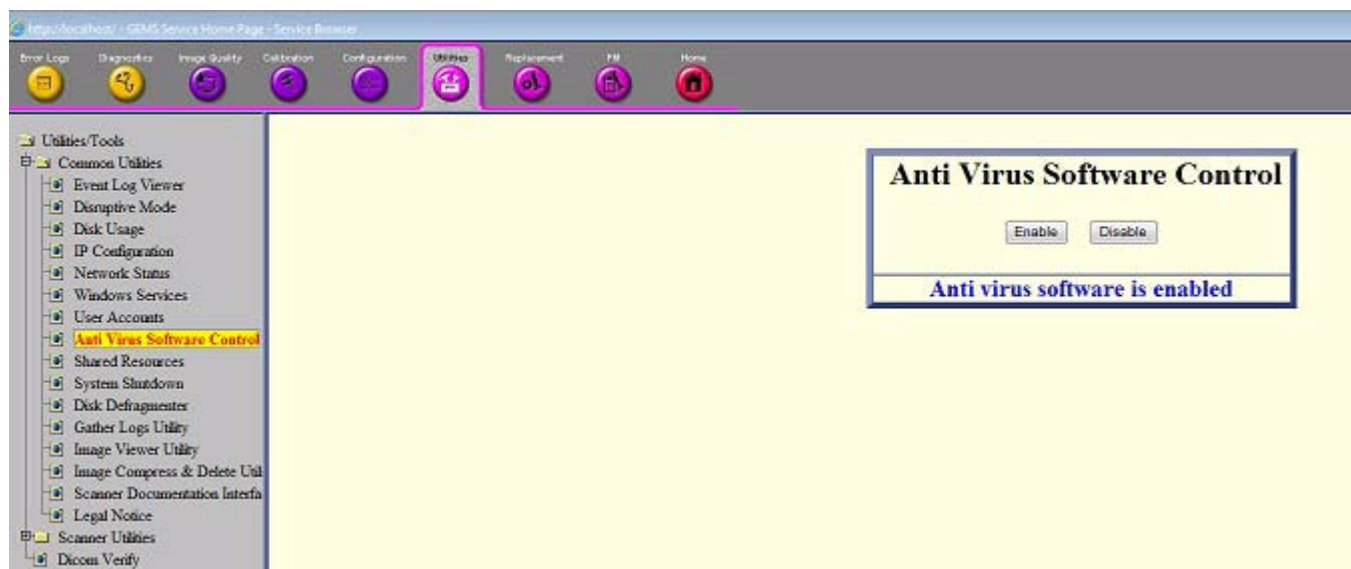 http://localhost/ - GEMS Service Home Page - Service Browser
Error Logs Diagnostics Image Quality Calibration Configuration Utilities Replacement PM Home
Utilities/Tools
Common Utilities
Event Log Viewer
Disruptive Mode
Disk Usage
IP Configuration
Network Status
Windows Services
User Accounts
Anti Virus Software Control
Shared Resources
System Shutdown
Disk Defragmenter
Gather Logs Utility
Image Viewer Utility
Image Compress & Delete Util
Scanner Documentation Interfa
Legal Notice
Scanner Utilities
Dicom Verify
Anti Virus Software Control
Enable Disable
Anti virus software is enabled